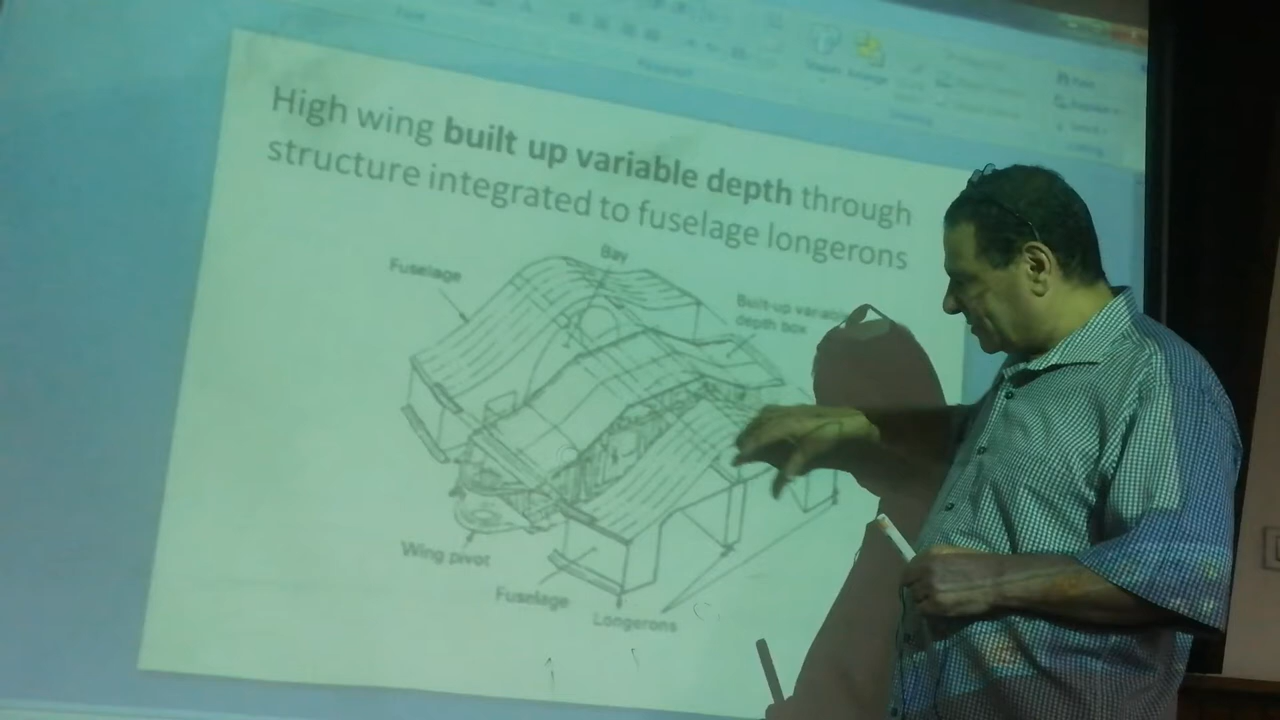 High wing built up variable depth through
structure integrated to fuselage longerons
Bay
Fuselage
Built-up
depth box
Wing pivot
Fuselage
Longerons